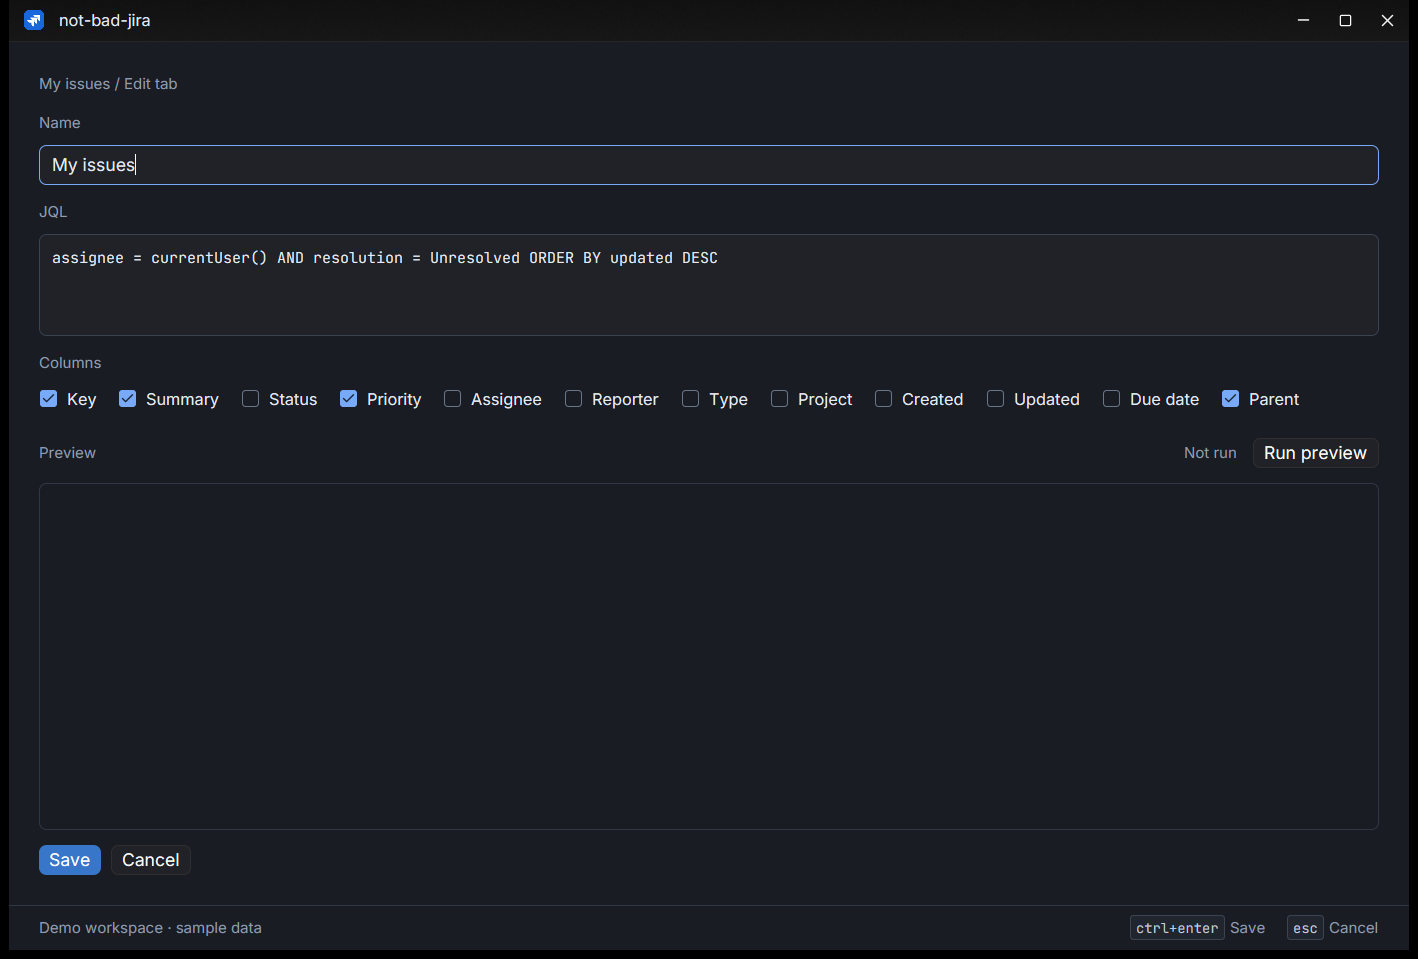 not-bad-jira
My issues / Edit tab
Name
My issues
JQL
assignee = currentUser() AND resolution = Unresolved ORDER BY updated DESC
Columns
Key Summary Status Priority Assignee Reporter Type Project Created Updated Due date Parent
Preview Not run Run preview
Save Cancel
Demo workspace · sample data ctrl+enter Save esc Cancel